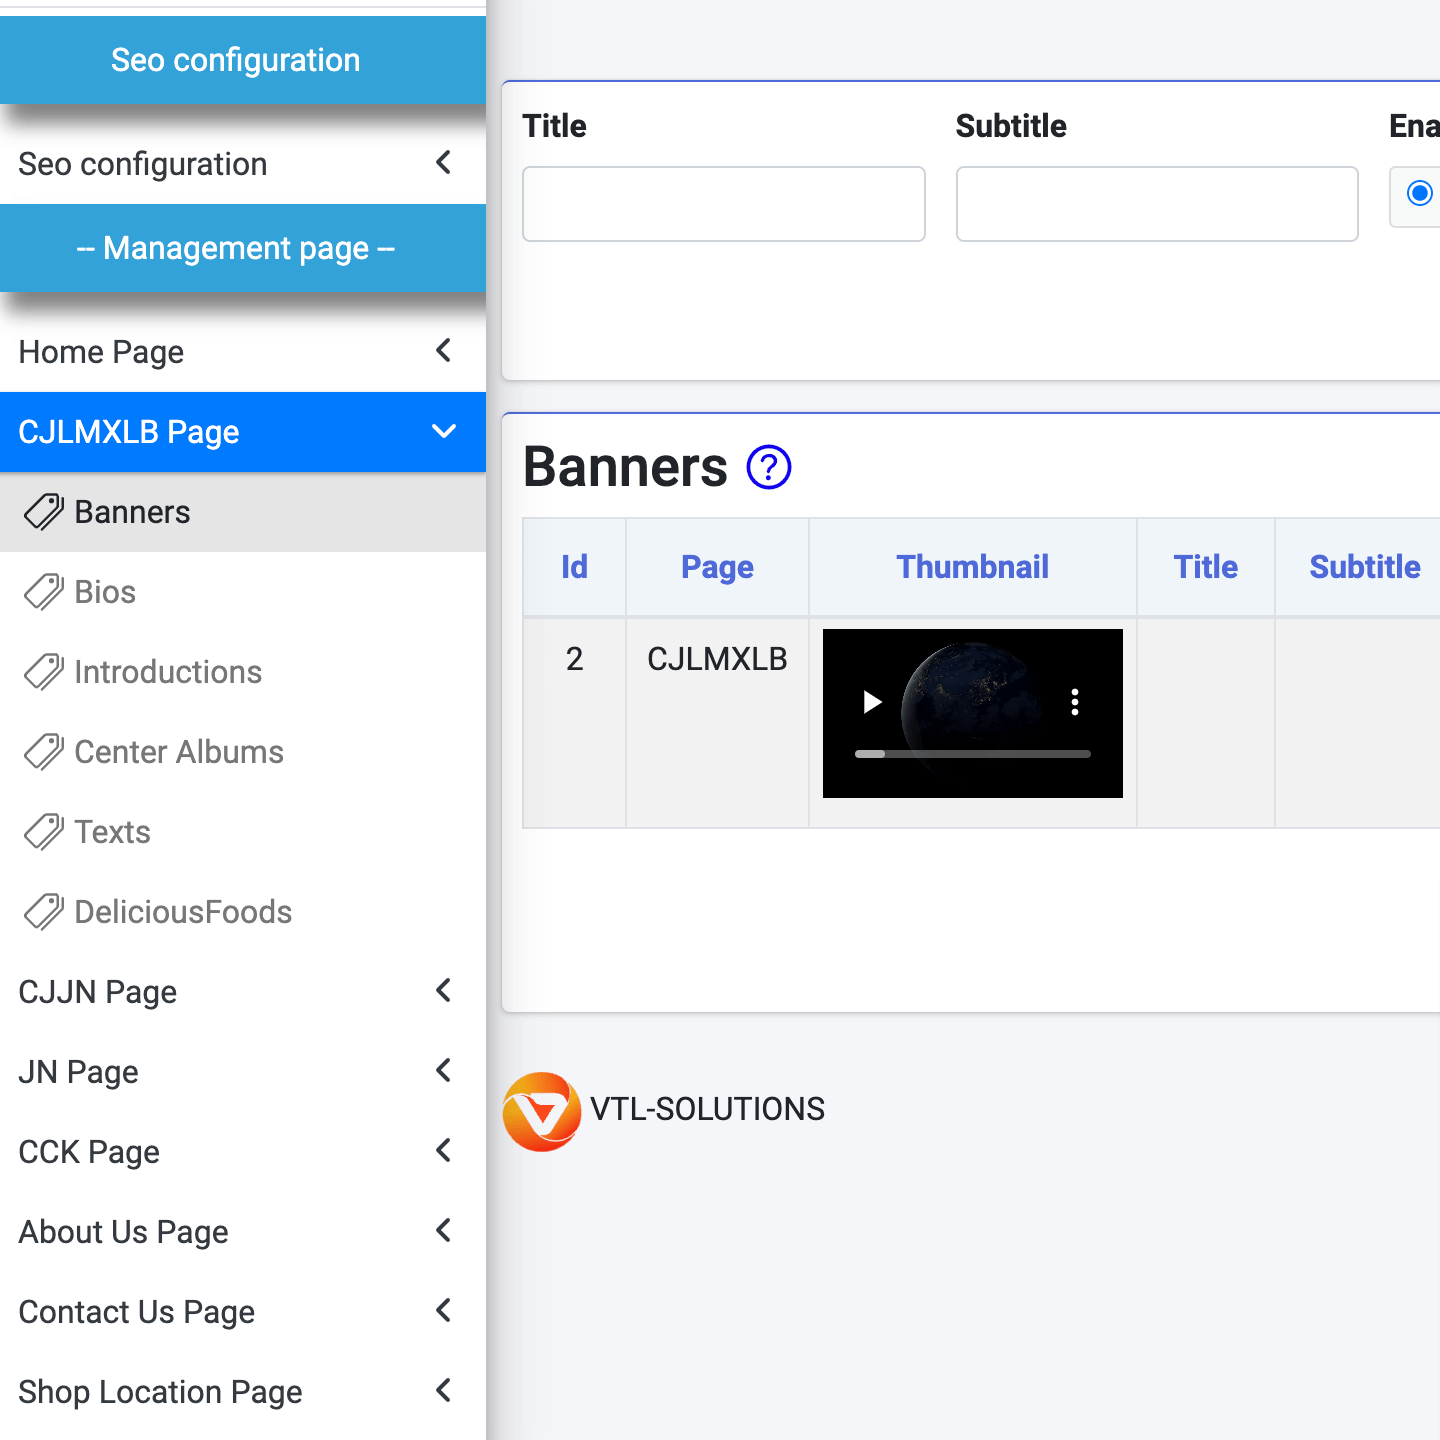 Seo configuration
Seo configuration
-- Management page --
Home Page
CJLMXLB Page
Banners
Bios
Introductions
Center Albums
Texts
DeliciousFoods
CJJN Page
JN Page
CCK Page
About Us Page
Contact Us Page
Shop Location Page
Title Subtitle Ena
Banners ?
Id Page Thumbnail Title Subtitle
2 CJLMXLB
VTL-SOLUTIONS